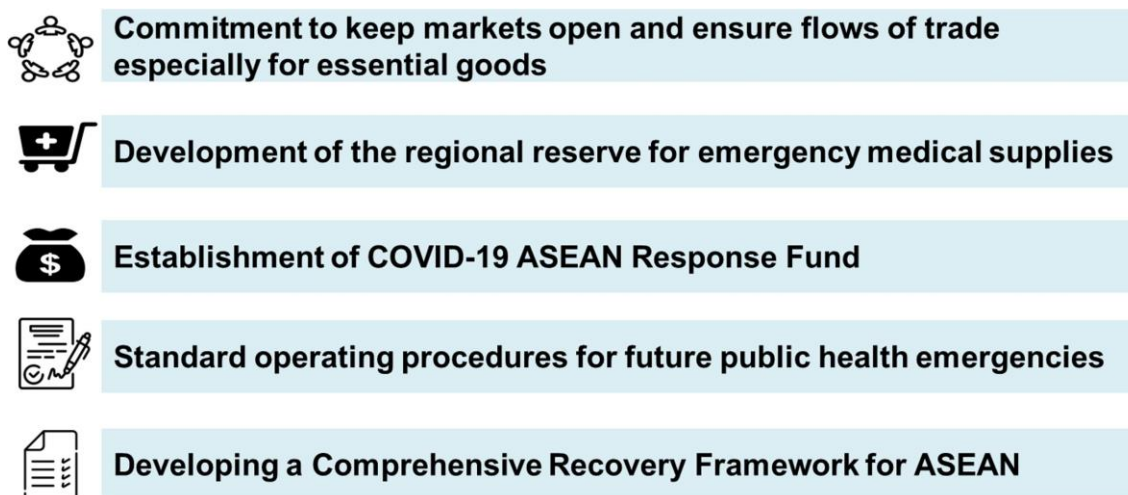 Commitment to keep markets open and ensure flows of trade
especially for essential goods
Development of the regional reserve for emergency medical supplies
$
Establishment of COVID-19 ASEAN Response Fund
Standard operating procedures for future public health emergencies
Developing a Comprehensive Recovery Framework for ASEAN